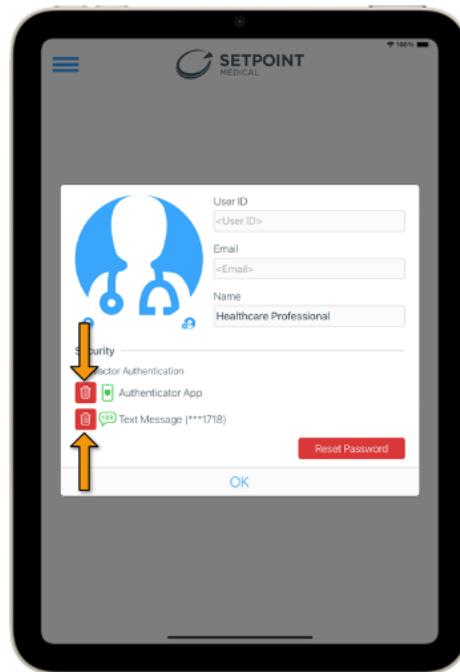 100%
SETPOINT
MEDICAL
User ID
<User ID>
Email
<Email>
Name
Healthcare Professional
Authentication
Authenticator App
Text Message (***1718)
Reset Password
OK